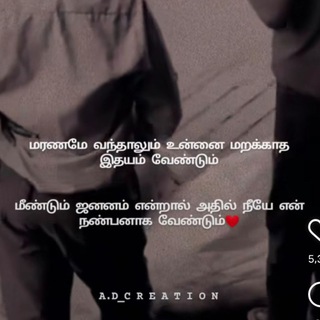 மரணமே வந்தாலும் உன்னை மறக்காத
இதயம் வேண்டும்
மீண்டும் ஜனனம் என்றால் அதில் நீயே என்
நண்பனாக வேண்டும்❤
A.D_CREATION